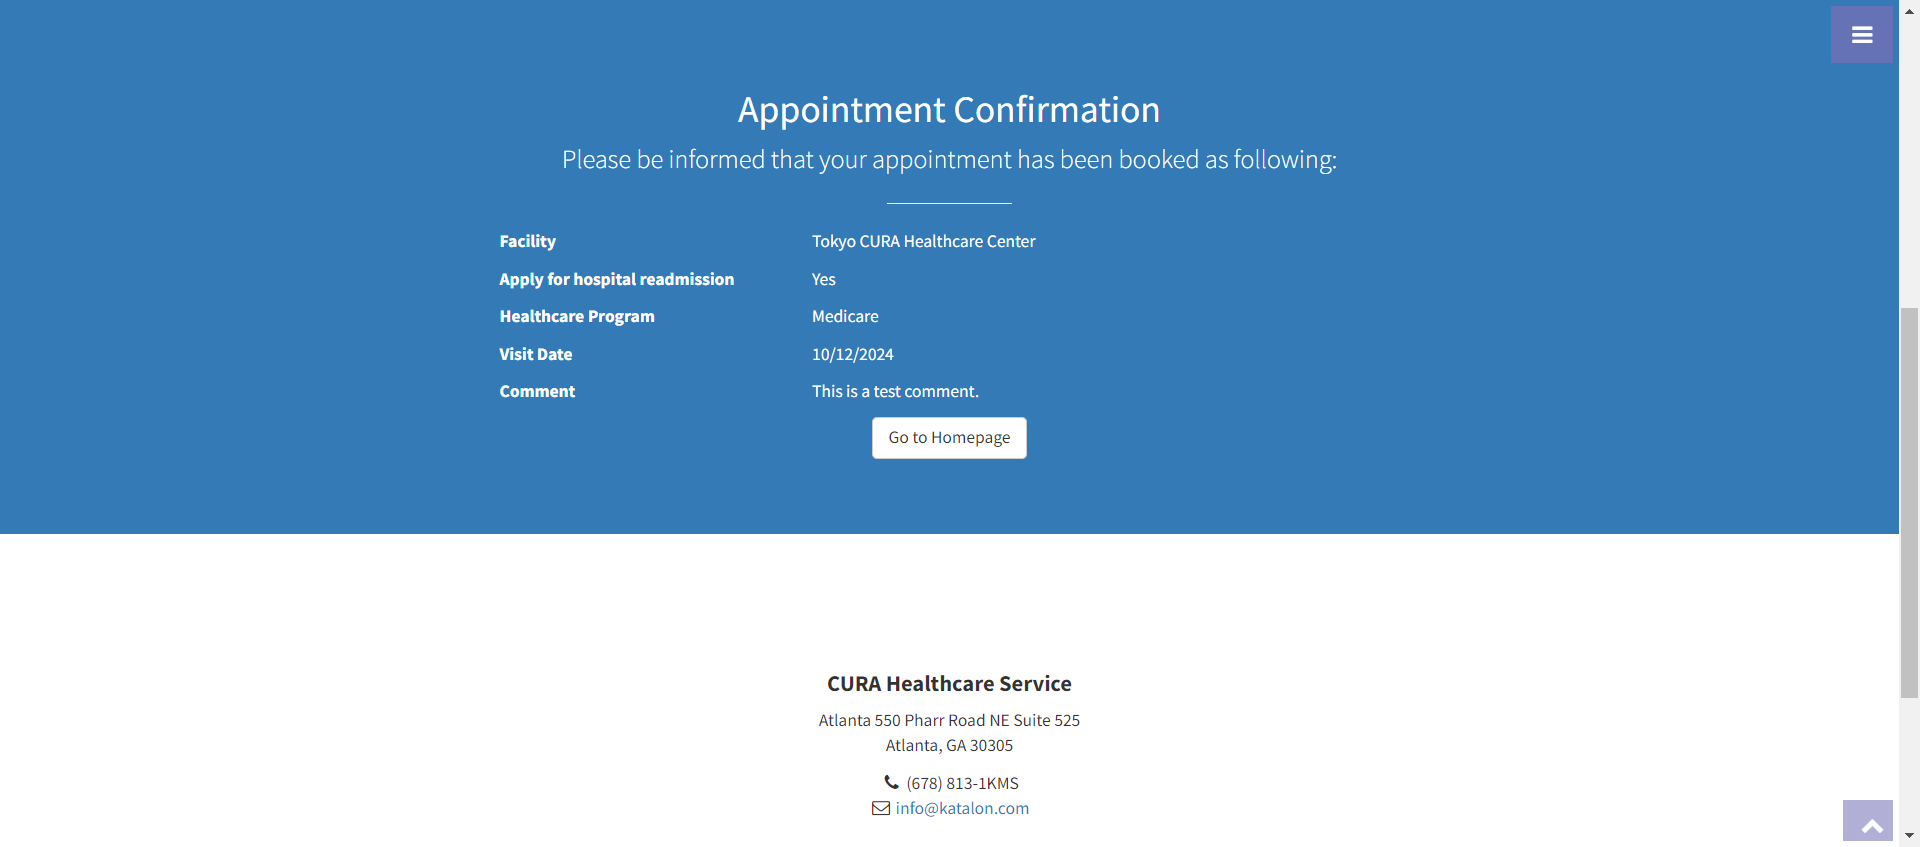 Appointment Confirmation
Please be informed that your appointment has been booked as following:
Facility Tokyo CURA Healthcare Center
Apply for hospital readmission Yes
Healthcare Program Medicare
Visit Date 10/12/2024
Comment This is a test comment.
Go to Homepage
CURA Healthcare Service
Atlanta 550 Pharr Road NE Suite 525
Atlanta, GA 30305
(678) 813-1KMS
info@katalon.com